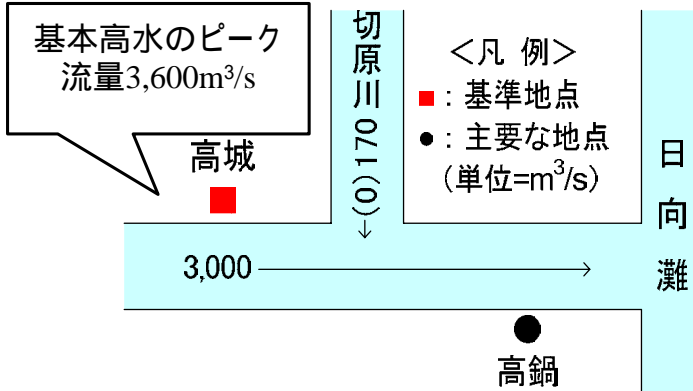 基本高水のピーク
流量3,600m³/s
高城
切原川(0)170→
<凡 例>
■:基準地点
●:主要な地点
(単位=m³/s)
3,000→
高鍋
日向灘